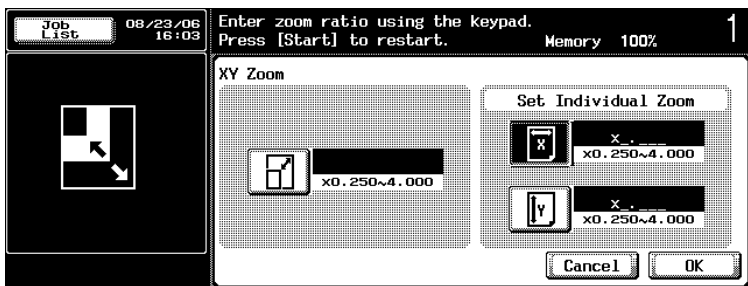 Job List
08/23/06
16:03
Enter zoom ratio using the keypad.
Press [Start] to restart.
Memory 100%
1
XY Zoom
Set Individual Zoom
x0.250~4.000
X
x_.___
x0.250~4.000
Y
x_.___
x0.250~4.000
Cancel
OK